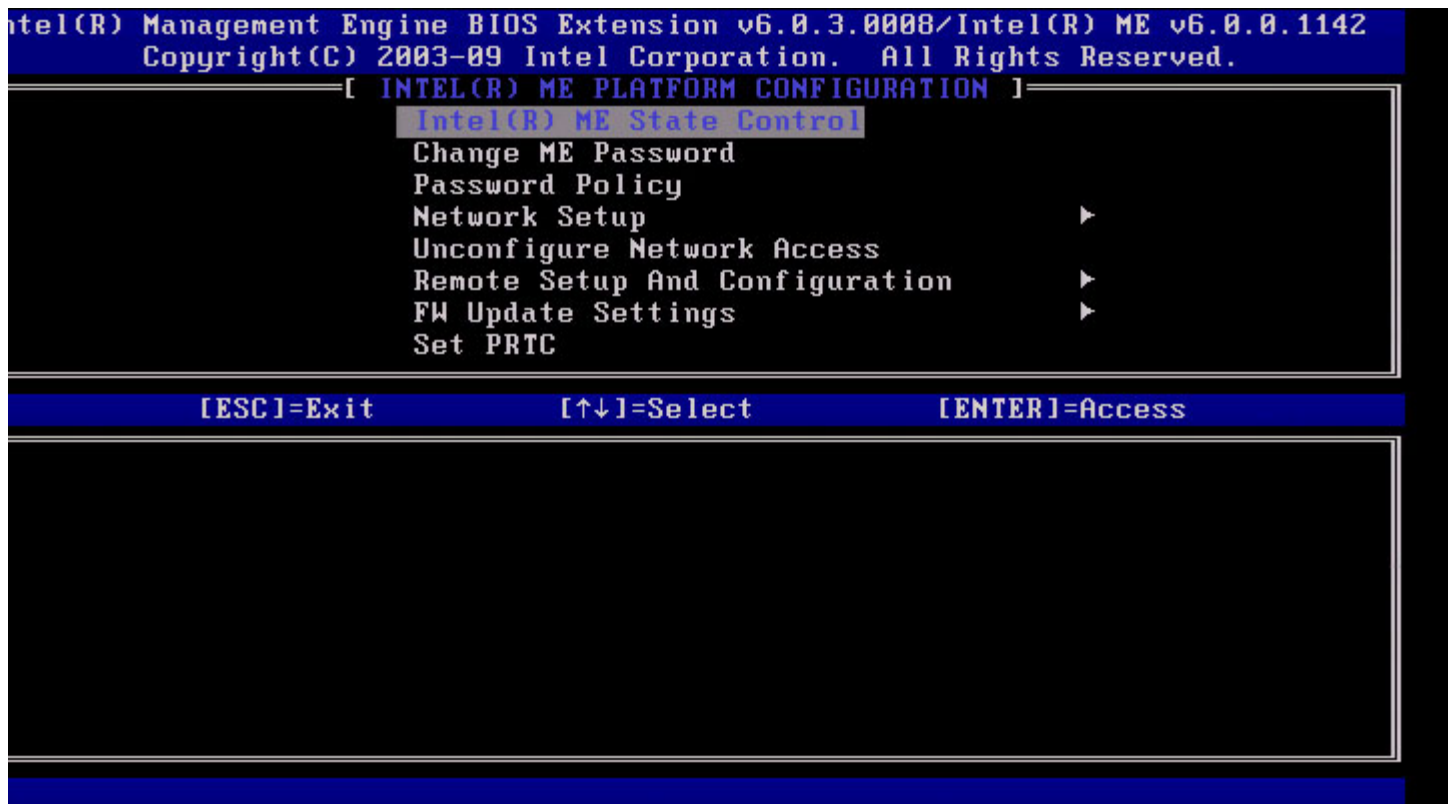 ntel(R) Management Engine BIOS Extension v6.0.3.0008/Intel(R) ME v6.0.0.1142
Copyright(C) 2003-09 Intel Corporation. All Rights Reserved.
[ INTEL(R) ME PLATFORM CONFIGURATION ]
Intel(R) ME State Control
Change ME Password
Password Policy
Network Setup ►
Unconfigure Network Access
Remote Setup And Configuration ►
FW Update Settings ►
Set PRTC
[ESC]=Exit [↑↓]=Select [ENTER]=Access